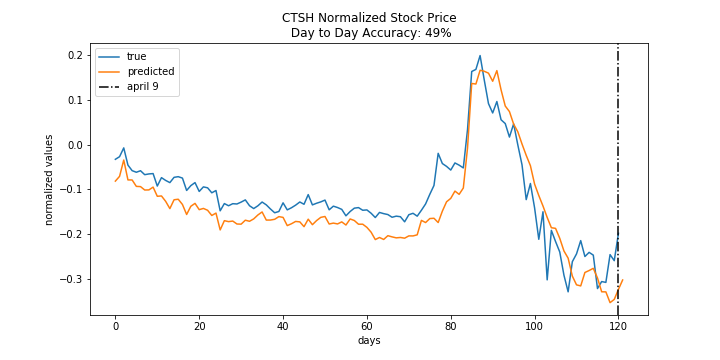 CTSH Normalized Stock Price
Day to Day Accuracy: 49%
true
predicted
april 9
normalized values
0.2
0.1
0.0
−0.1
−0.2
−0.3
0 20 40 60 80 100 120
days